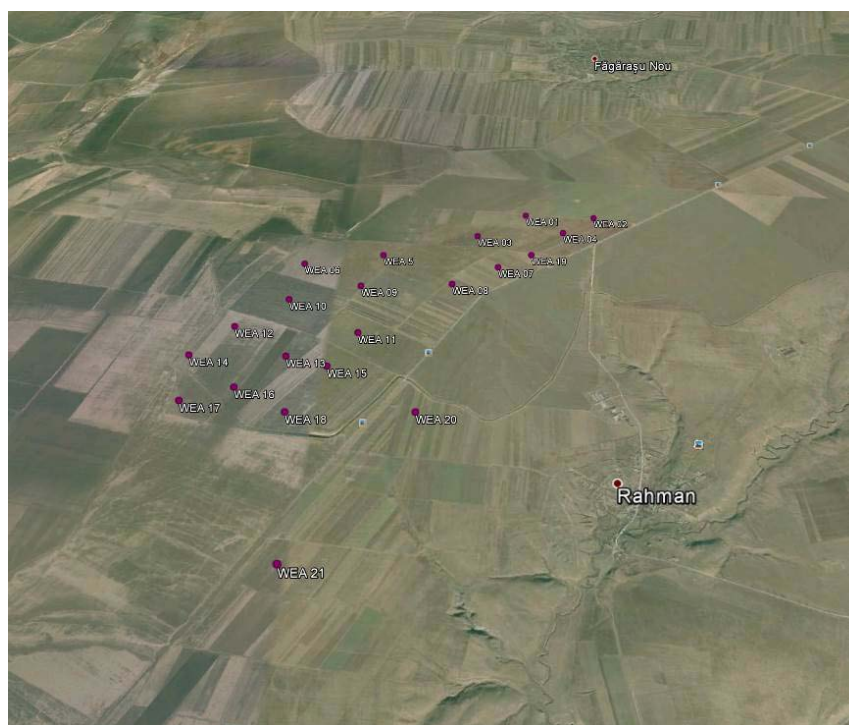 Făgărașu Nou
WEA 01
WEA 02
WEA 03
WEA 04
WEA 5
WEA 19
WEA 06
WEA 07
WEA 09
WEA 08
WEA 10
WEA 12
WEA 11
WEA 14
WEA 13
WEA 15
WEA 16
WEA 17
WEA 18
WEA 20
Rahman
WEA 21